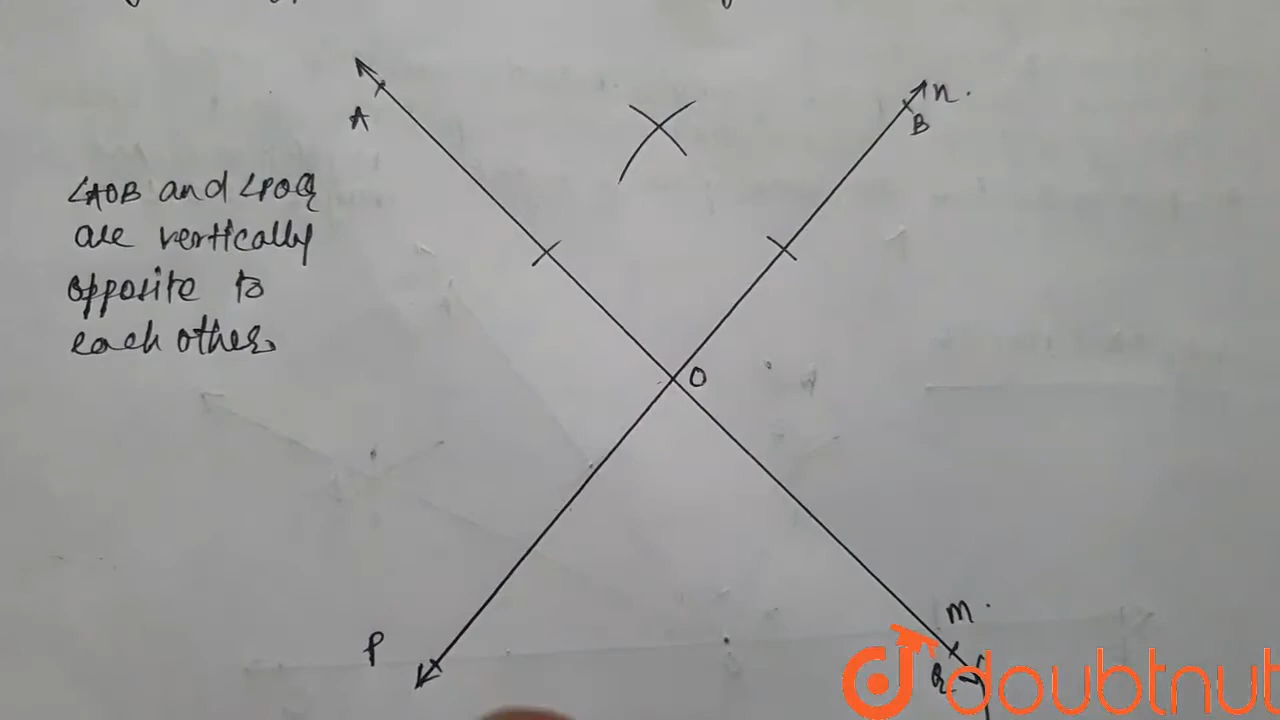 n.
A
B
∠AOB and ∠POQ
are vertically
opposite to
each other.
O
M.
P
Q
doubtnut